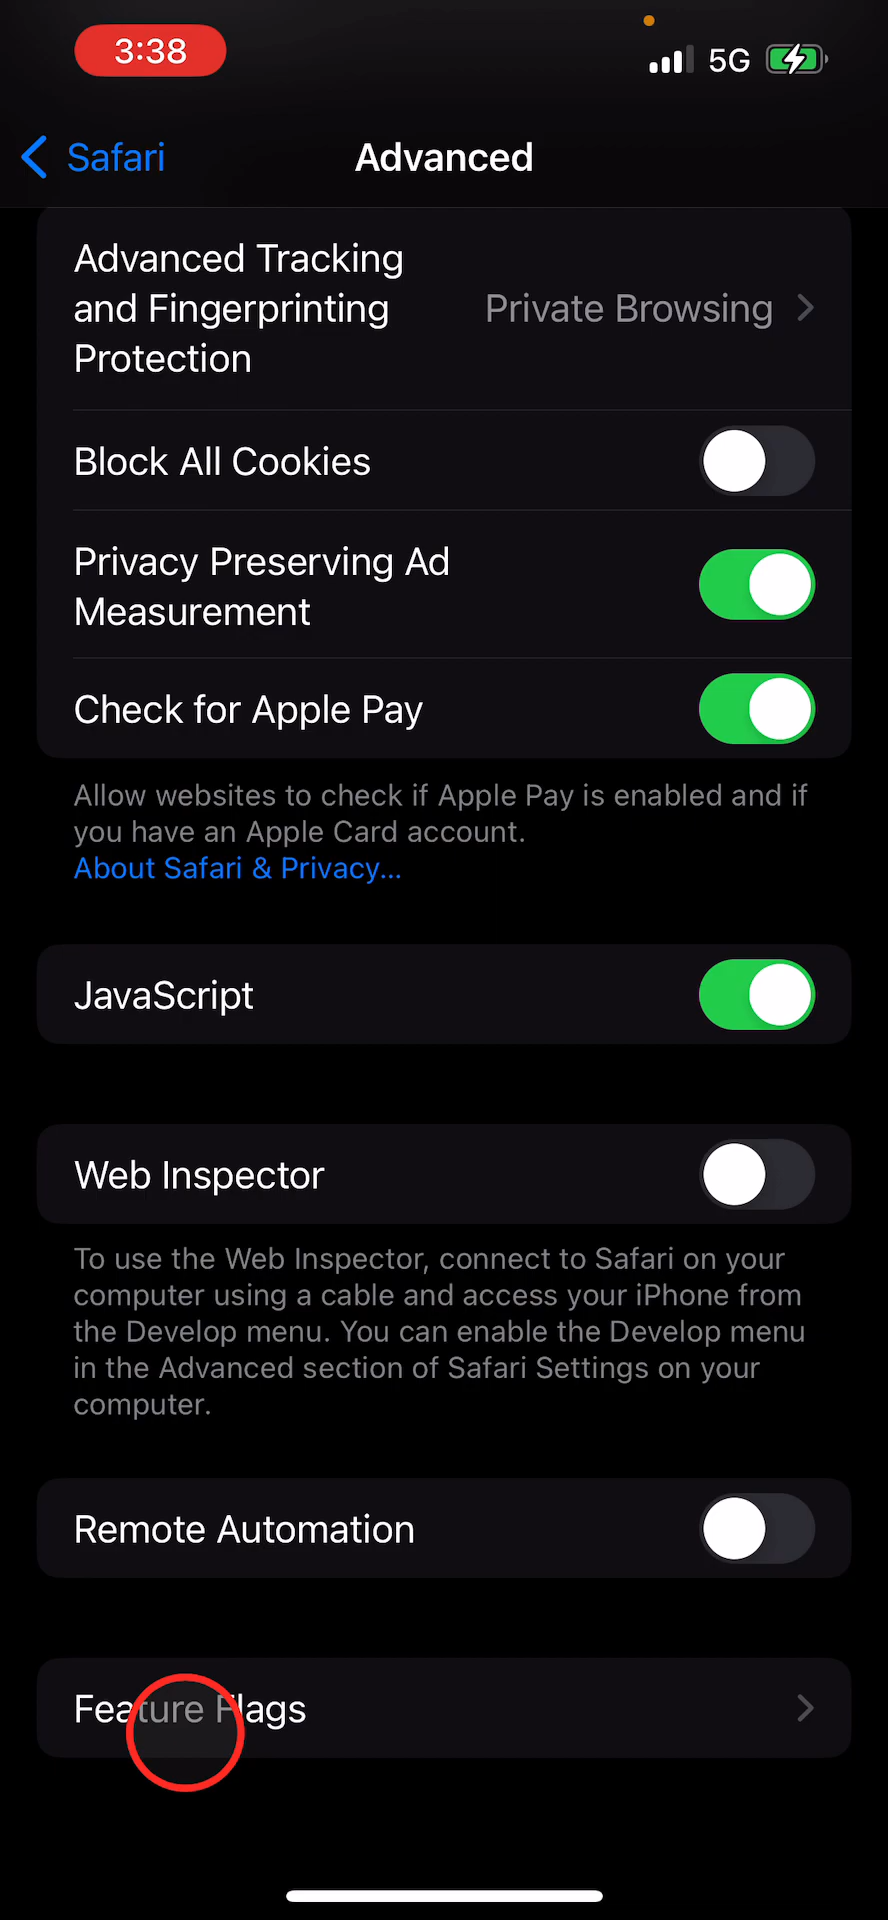 3:38
5G
Safari
Advanced
Advanced Tracking
and Fingerprinting
Protection
Private Browsing
Block All Cookies
Privacy Preserving Ad
Measurement
Check for Apple Pay
Allow websites to check if Apple Pay is enabled and if
you have an Apple Card account.
About Safari & Privacy...
JavaScript
Web Inspector
To use the Web Inspector, connect to Safari on your
computer using a cable and access your iPhone from
the Develop menu. You can enable the Develop menu
in the Advanced section of Safari Settings on your
computer.
Remote Automation
Feature Flags